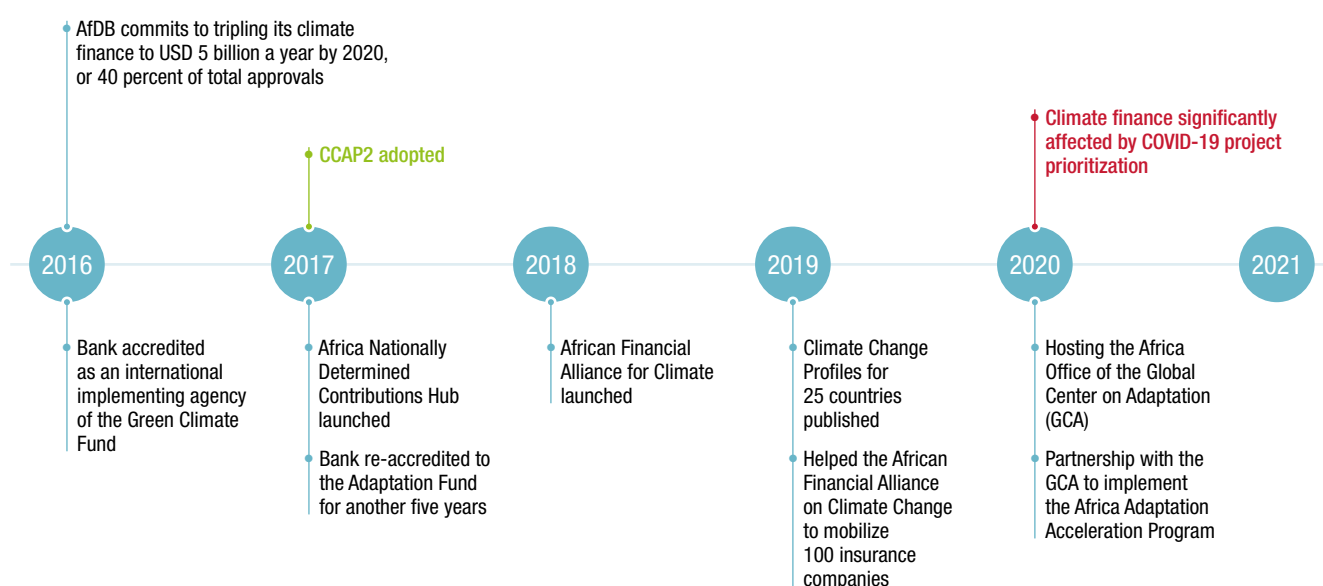 AfDB commits to tripling its climate
finance to USD 5 billion a year by 2020,
or 40 percent of total approvals
CCAP2 adopted
Climate finance significantly
affected by COVID-19 project
prioritization
2016
2017
2018
2019
2020
2021
Bank accredited
as an international
implementing agency
of the Green Climate
Fund
Africa Nationally
Determined
Contributions Hub
launched
Bank re-accredited to
the Adaptation Fund
for another five years
African Financial
Alliance for Climate
launched
Climate Change
Profiles for
25 countries
published
Helped the African
Financial Alliance
on Climate Change
to mobilize
100 insurance
companies
Hosting the Africa
Office of the Global
Center on Adaptation
(GCA)
Partnership with the
GCA to implement
the Africa Adaptation
Acceleration Program